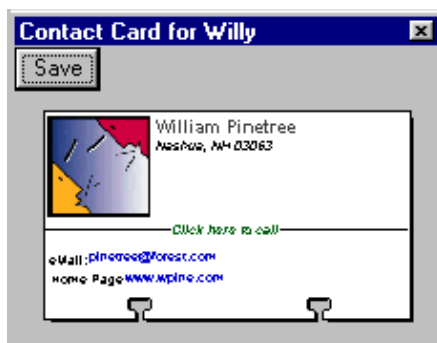 Contact Card for Willy
Save
William Pinetree
Nashua, NH 03063
Click here to call
eMail: pinetree@forest.com
Home Page www.wpine.com